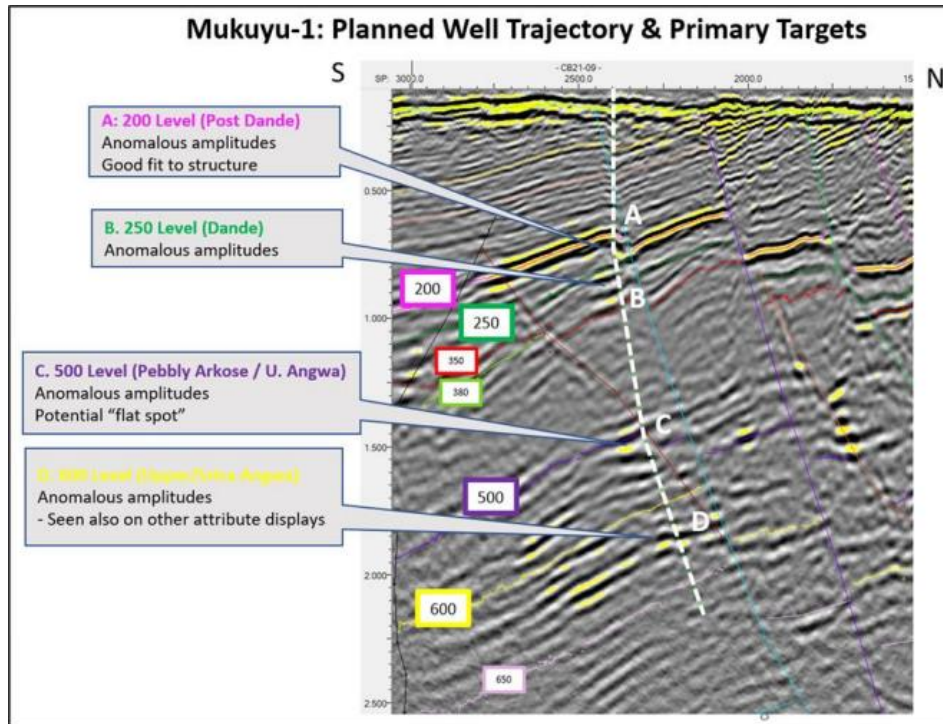 Mukuyu-1: Planned Well Trajectory & Primary Targets
S
N
- CB21-09 -
SP: 3000.0 2500.0 2000.0 15
A: 200 Level (Post Dande)
Anomalous amplitudes
Good fit to structure
0.500
A
B. 250 Level (Dande)
Anomalous amplitudes
B
200
250
1.000
350
380
C. 500 Level (Pebbly Arkose / U. Angwa)
Anomalous amplitudes
Potential “flat spot”
C
1.500
500
Level
Angwa)
Anomalous amplitudes
- Seen also on other attribute displays
D
2.000
600
650
2.500